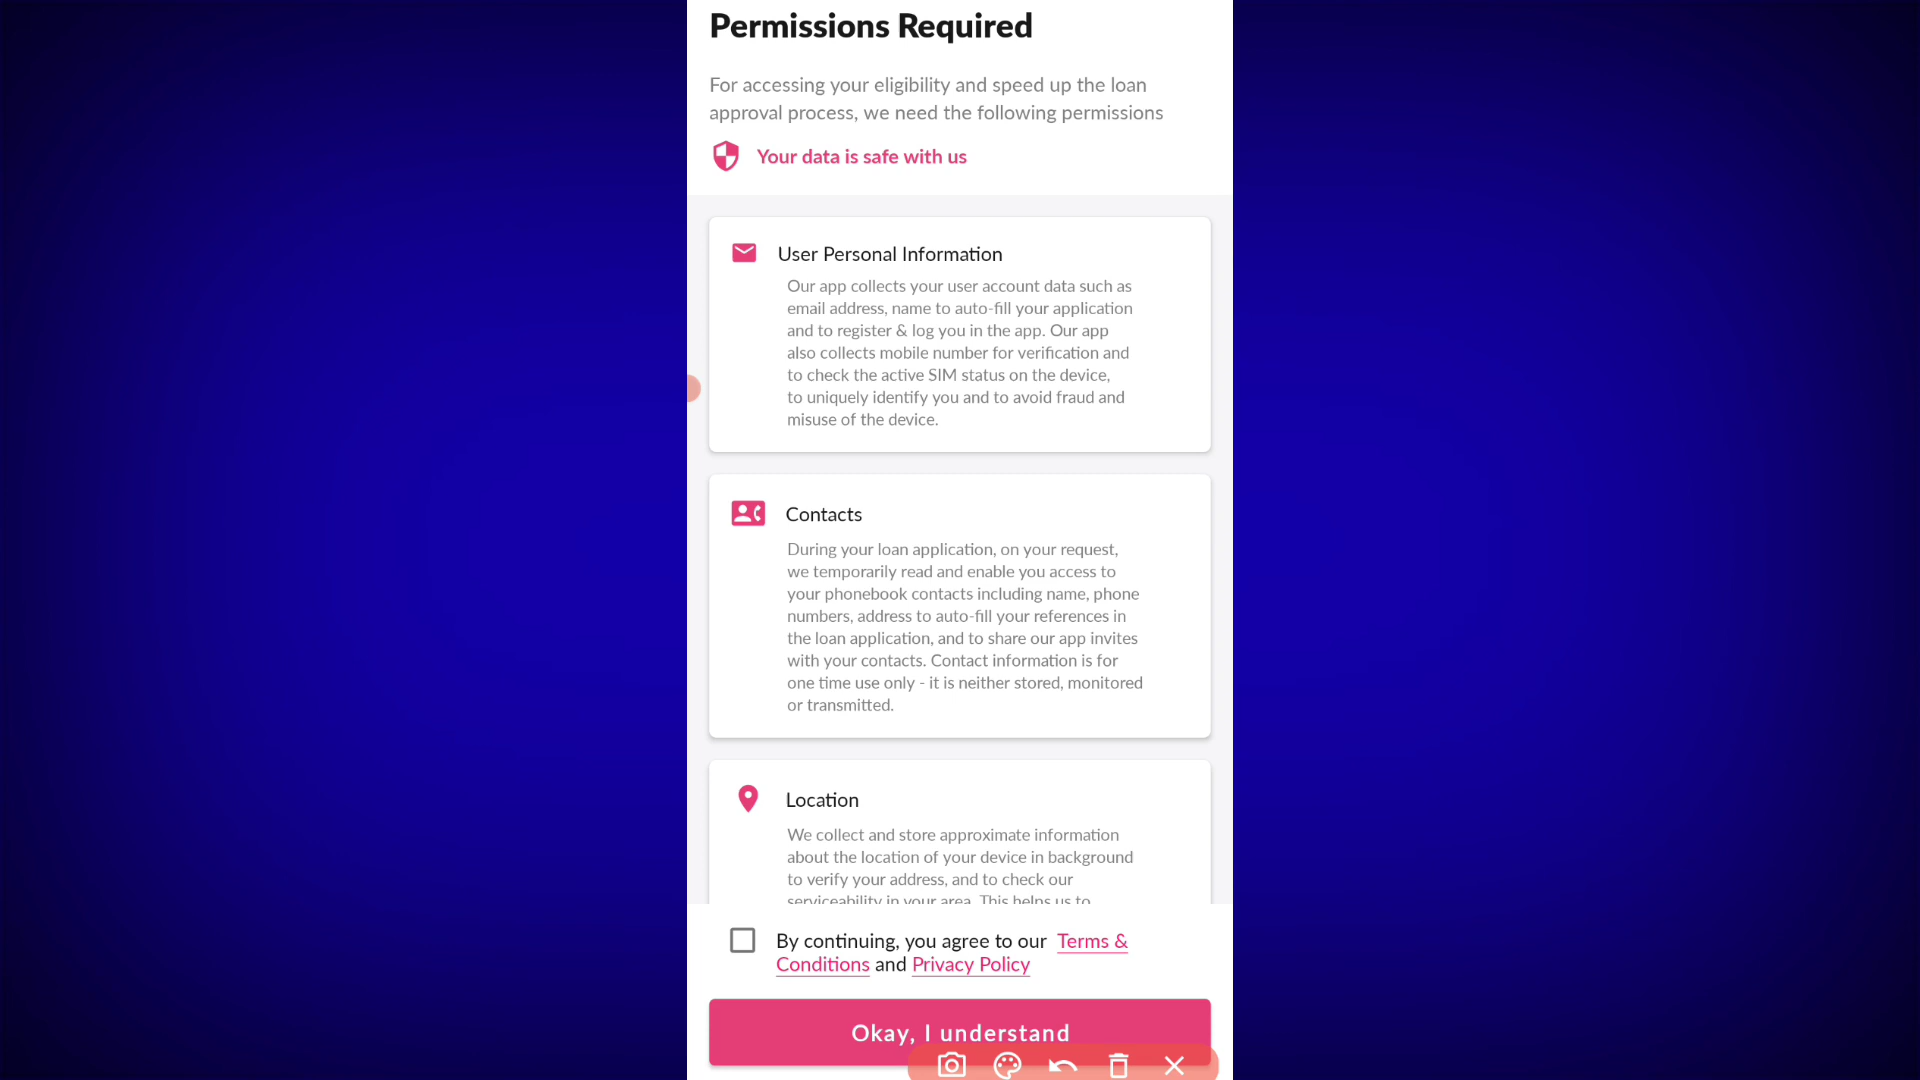 Permissions Required
For accessing your eligibility and speed up the loan
approval process, we need the following permissions
Your data is safe with us
User Personal Information
Our app collects your user account data such as
email address, name to auto-fill your application
and to register & log you in the app. Our app
also collects mobile number for verification and
to check the active SIM status on the device,
to uniquely identify you and to avoid fraud and
misuse of the device.
Contacts
During your loan application, on your request,
we temporarily read and enable you access to
your phonebook contacts including name, phone
numbers, address to auto-fill your references in
the loan application, and to share our app invites
with your contacts. Contact information is for
one time use only - it is neither stored, monitored
or transmitted.
Location
We collect and store approximate information
about the location of your device in background
to verify your address, and to check our
serviceability in your area. This helps us to
By continuing, you agree to our Terms &
Conditions and Privacy Policy
Okay, I understand